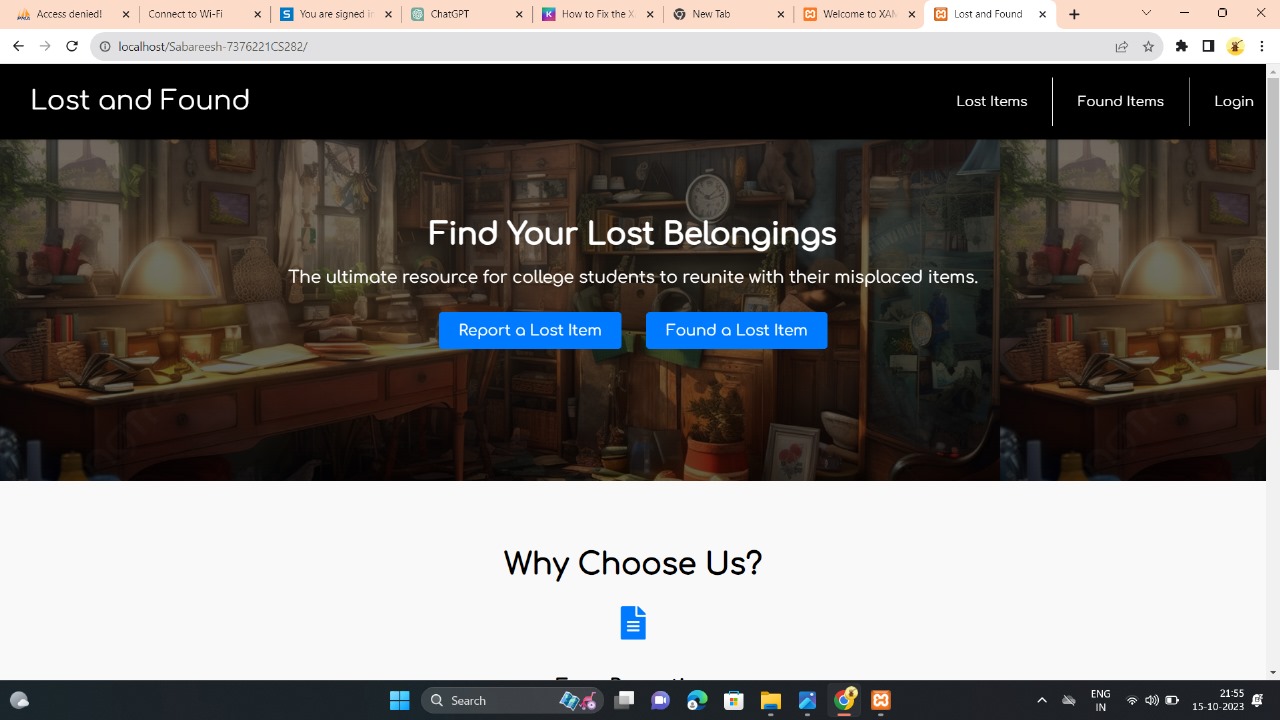 Access denied!
Connect to Wi-Fi
You are signed in
ChatGPT
How to Fix the X
New Tab
Welcome to XAM
Lost and Found
localhost/Sabareesh-7376221CS282/
Lost and Found
Lost Items
Found Items
Login
Find Your Lost Belongings
The ultimate resource for college students to reunite with their misplaced items.
Report a Lost Item
Found a Lost Item
Why Choose Us?
Search
ENG
IN
21:55
15-10-2023